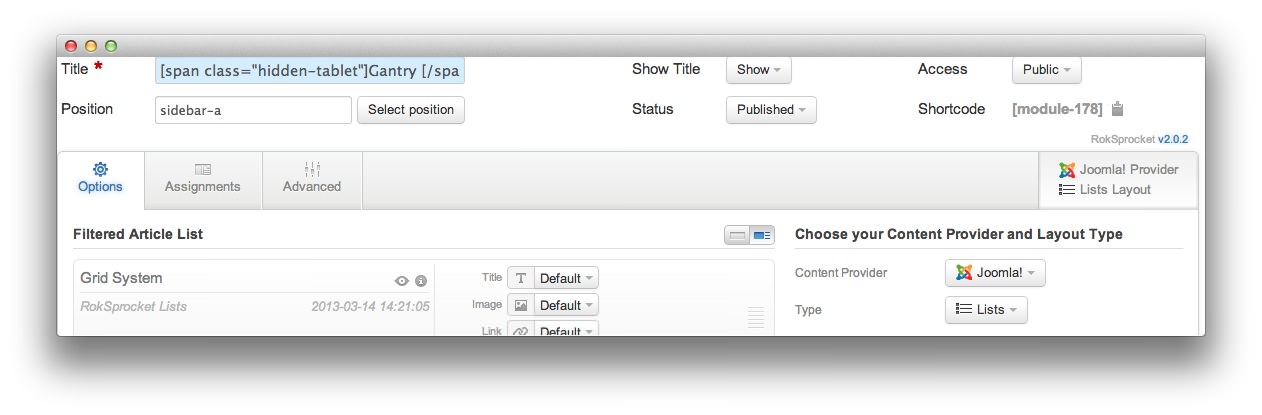 Title * [span class="hidden-tablet"]Gantry [/spa Show Title Show Access Public
Position sidebar-a Select position Status Published Shortcode [module-178]
RokSprocket v2.0.2
Options Assignments Advanced Joomla! Provider
Lists Layout
Filtered Article List Choose your Content Provider and Layout Type
Grid System Title T Default Content Provider Joomla!
RokSprocket Lists 2013-03-14 14:21:05 Image Default Type Lists
Link Default